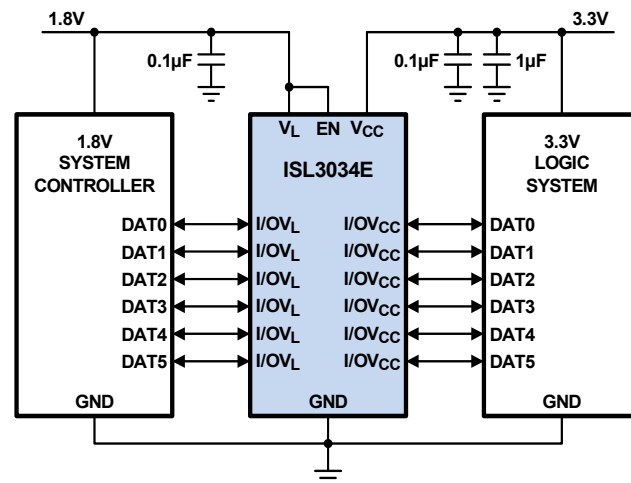 1.8V 3.3V
0.1µF 0.1µF 1µF
VL EN VCC
1.8V
SYSTEM
CONTROLLER
ISL3034E
3.3V
LOGIC
SYSTEM
DAT0 I/OVL I/OVCC DAT0
DAT1 I/OVL I/OVCC DAT1
DAT2 I/OVL I/OVCC DAT2
DAT3 I/OVL I/OVCC DAT3
DAT4 I/OVL I/OVCC DAT4
DAT5 I/OVL I/OVCC DAT5
GND GND GND